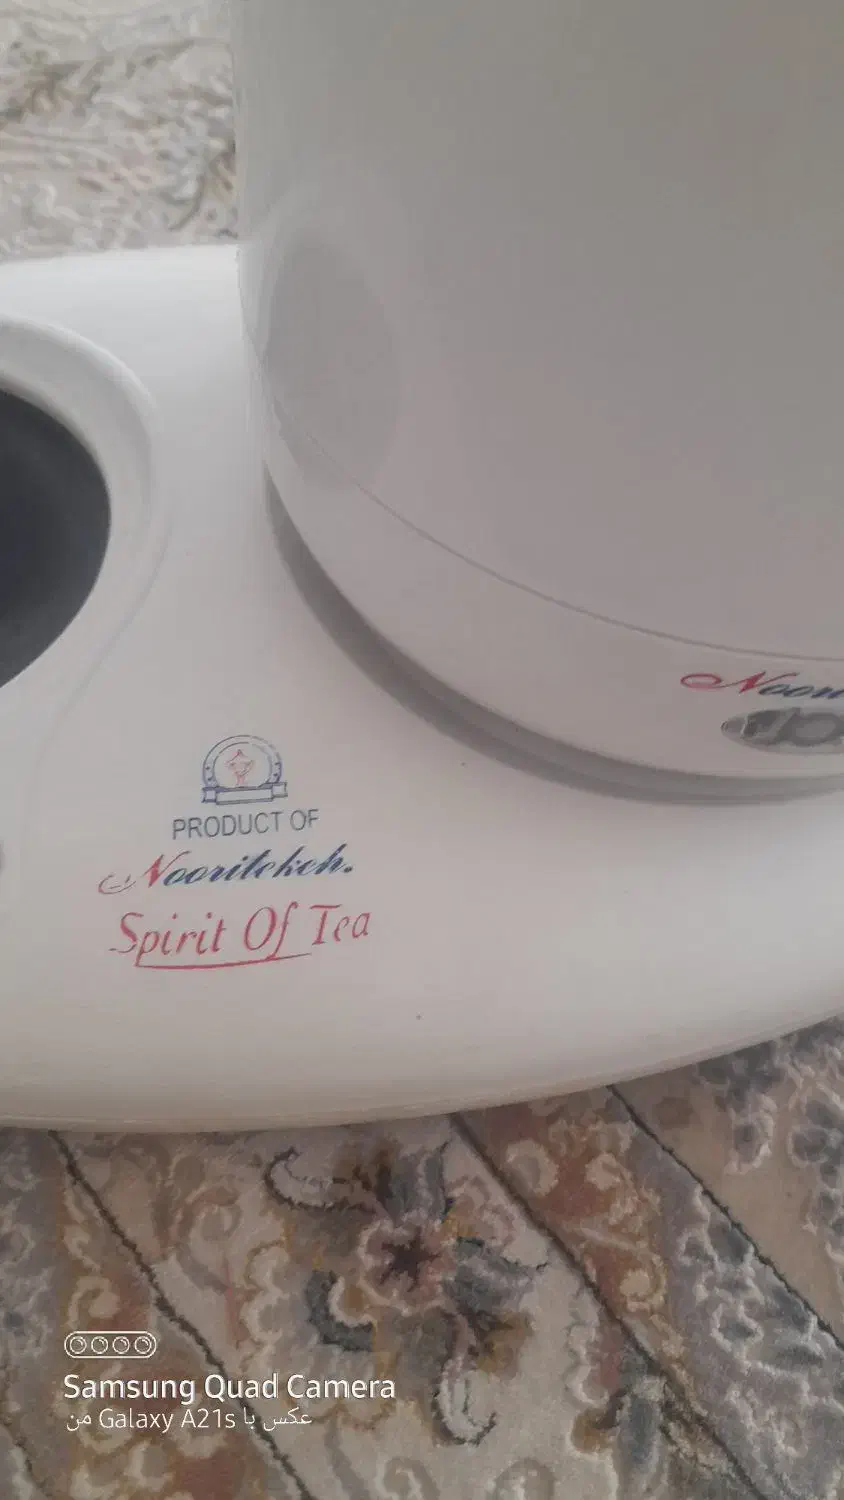 PRODUCT OF
Nooritekeh.
Spirit Of Tea
Samsung Quad Camera
عکس با Galaxy A21s من